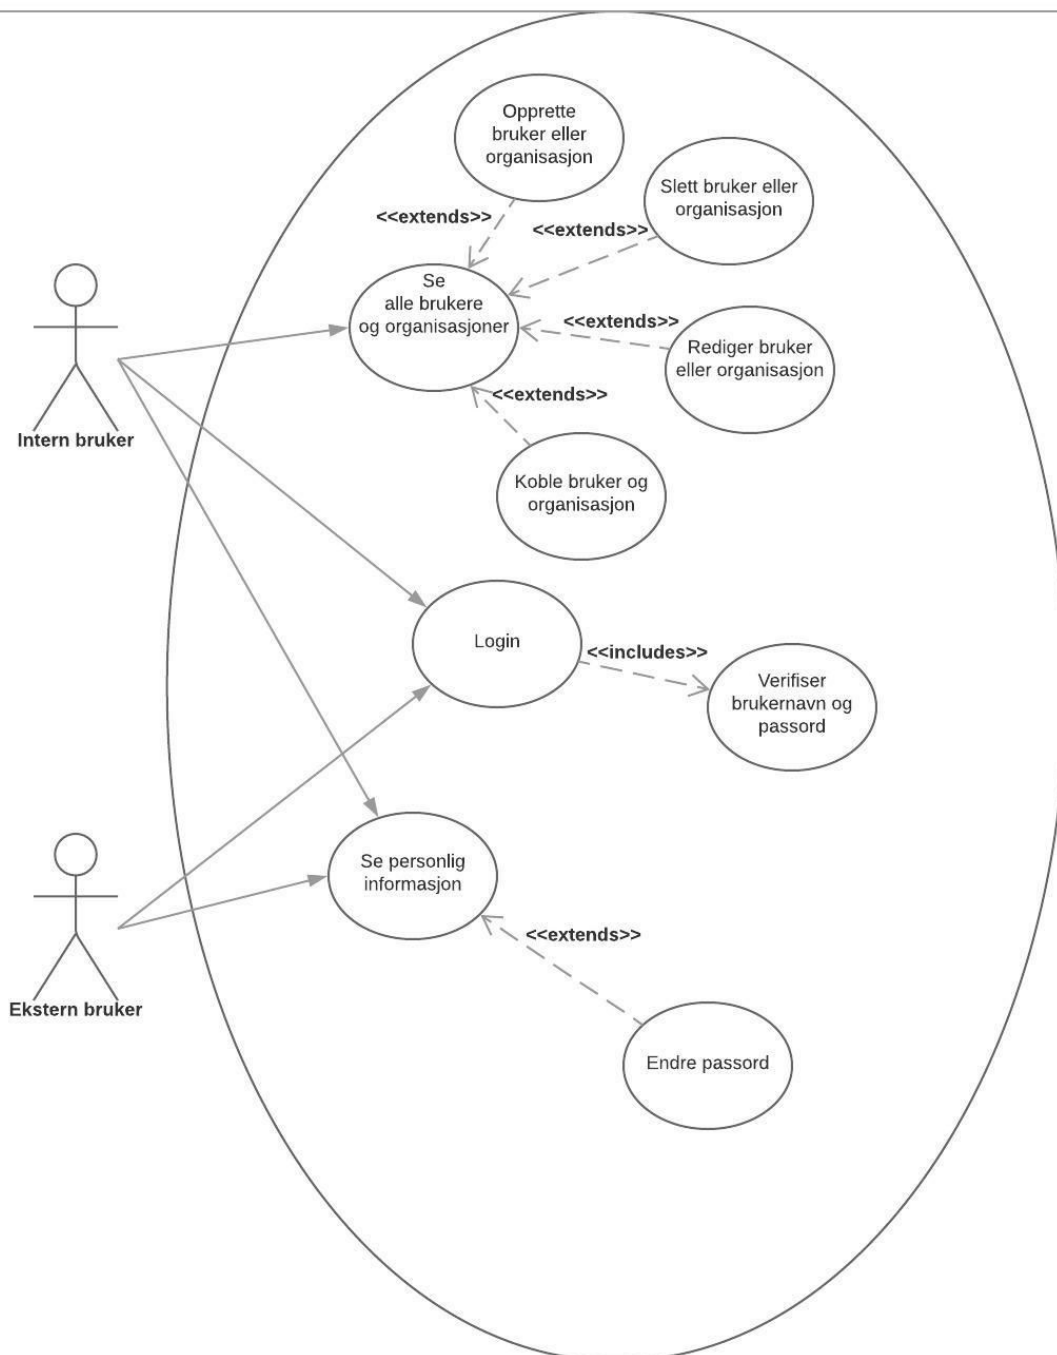 Opprette
bruker eller
organisasjon
Slett bruker eller
organisasjon
<<extends>>
<<extends>>
Se
alle brukere
og organisasjoner
<<extends>>
Rediger bruker
eller organisasjon
<<extends>>
Intern bruker
Koble bruker og
organisasjon
Login
<<includes>>
Verifiser
brukernavn og
passord
Se personlig
informasjon
<<extends>>
Ekstern bruker
Endre passord